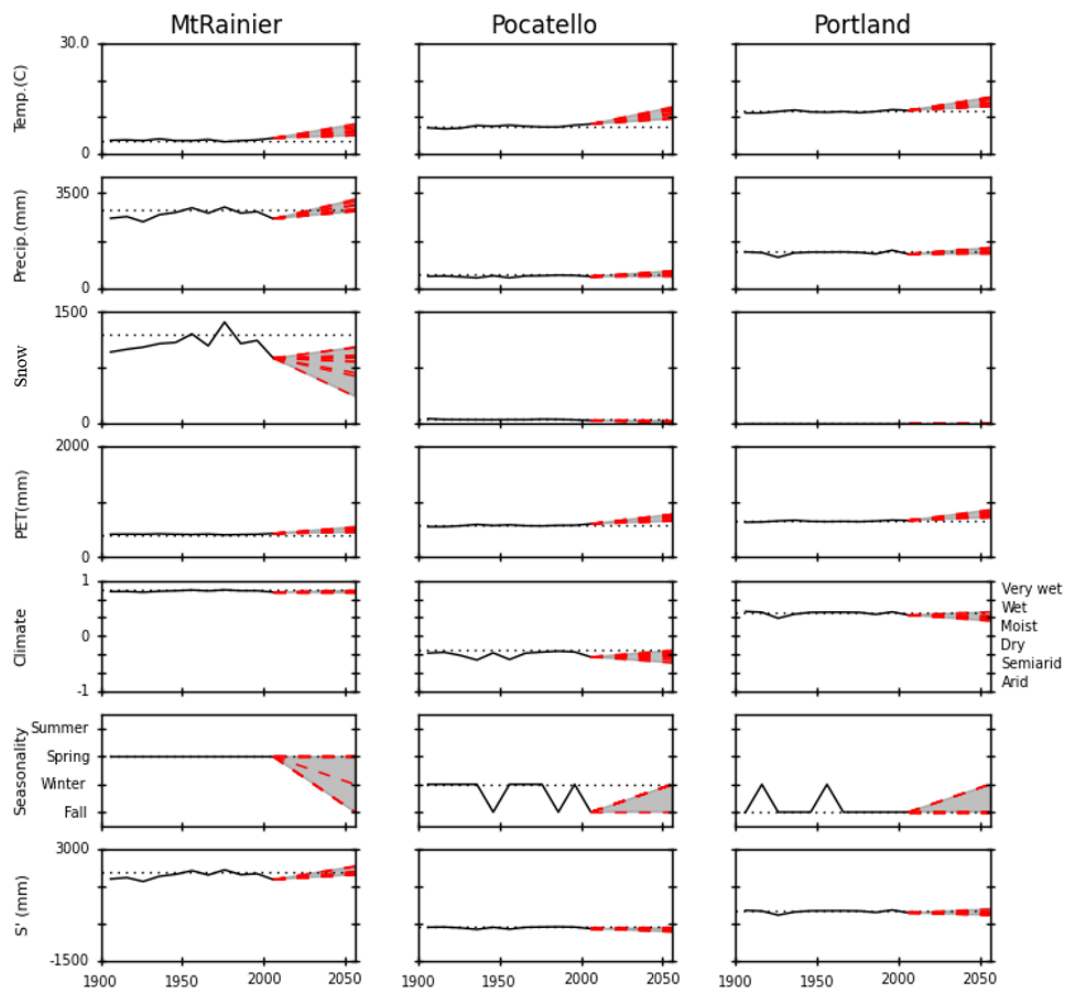 MtRainier Pocatello Portland
30.0
Temp.(C)
0
3500
Precip.(mm)
0
1500
Snow
0
2000
PET(mm)
0
1
Climate
0
-1
Very wet
Wet
Moist
Dry
Semiarid
Arid
Seasonality
Summer
Spring
Winter
Fall
3000
S' (mm)
-1500
1900 1950 2000 2050 1900 1950 2000 2050 1900 1950 2000 2050